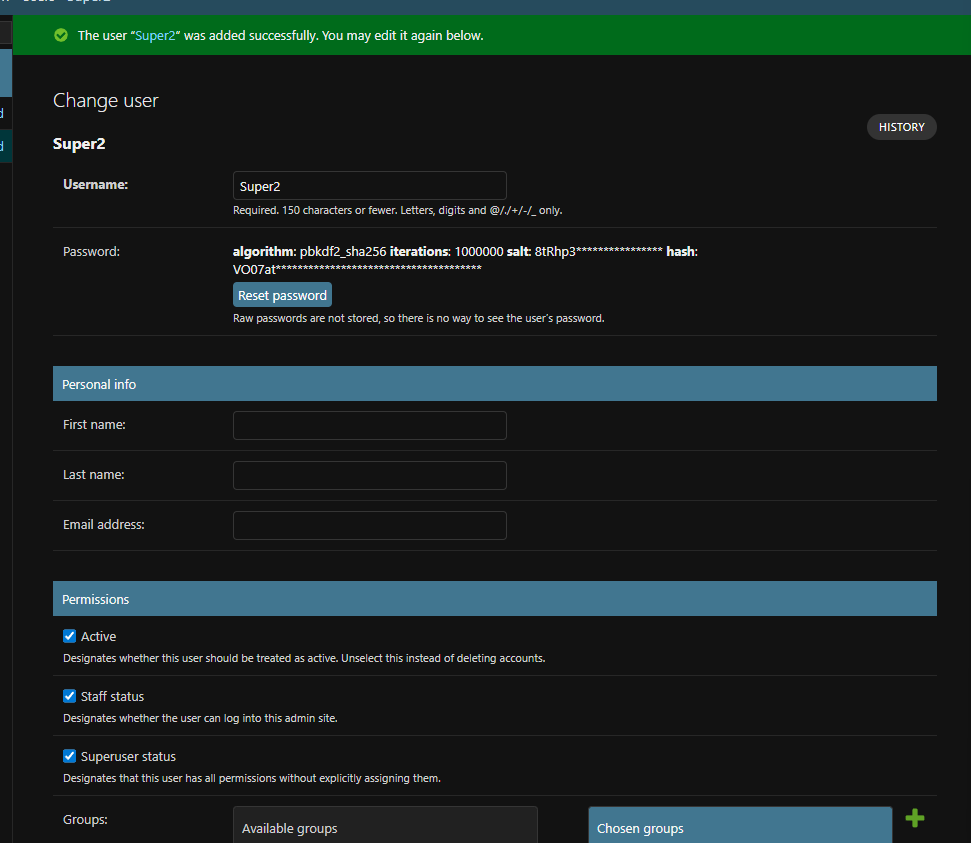 The user “Super2” was added successfully. You may edit it again below.
Change user
HISTORY
Super2
Username:
Super2
Required. 150 characters or fewer. Letters, digits and @/./+/-/_ only.
Password:
algorithm: pbkdf2_sha256 iterations: 1000000 salt: 8tRhp3**************** hash:
VO07at**************************************
Reset password
Raw passwords are not stored, so there is no way to see the user’s password.
Personal info
First name:
Last name:
Email address:
Permissions
Active
Designates whether this user should be treated as active. Unselect this instead of deleting accounts.
Staff status
Designates whether the user can log into this admin site.
Superuser status
Designates that this user has all permissions without explicitly assigning them.
Groups:
Available groups
Chosen groups